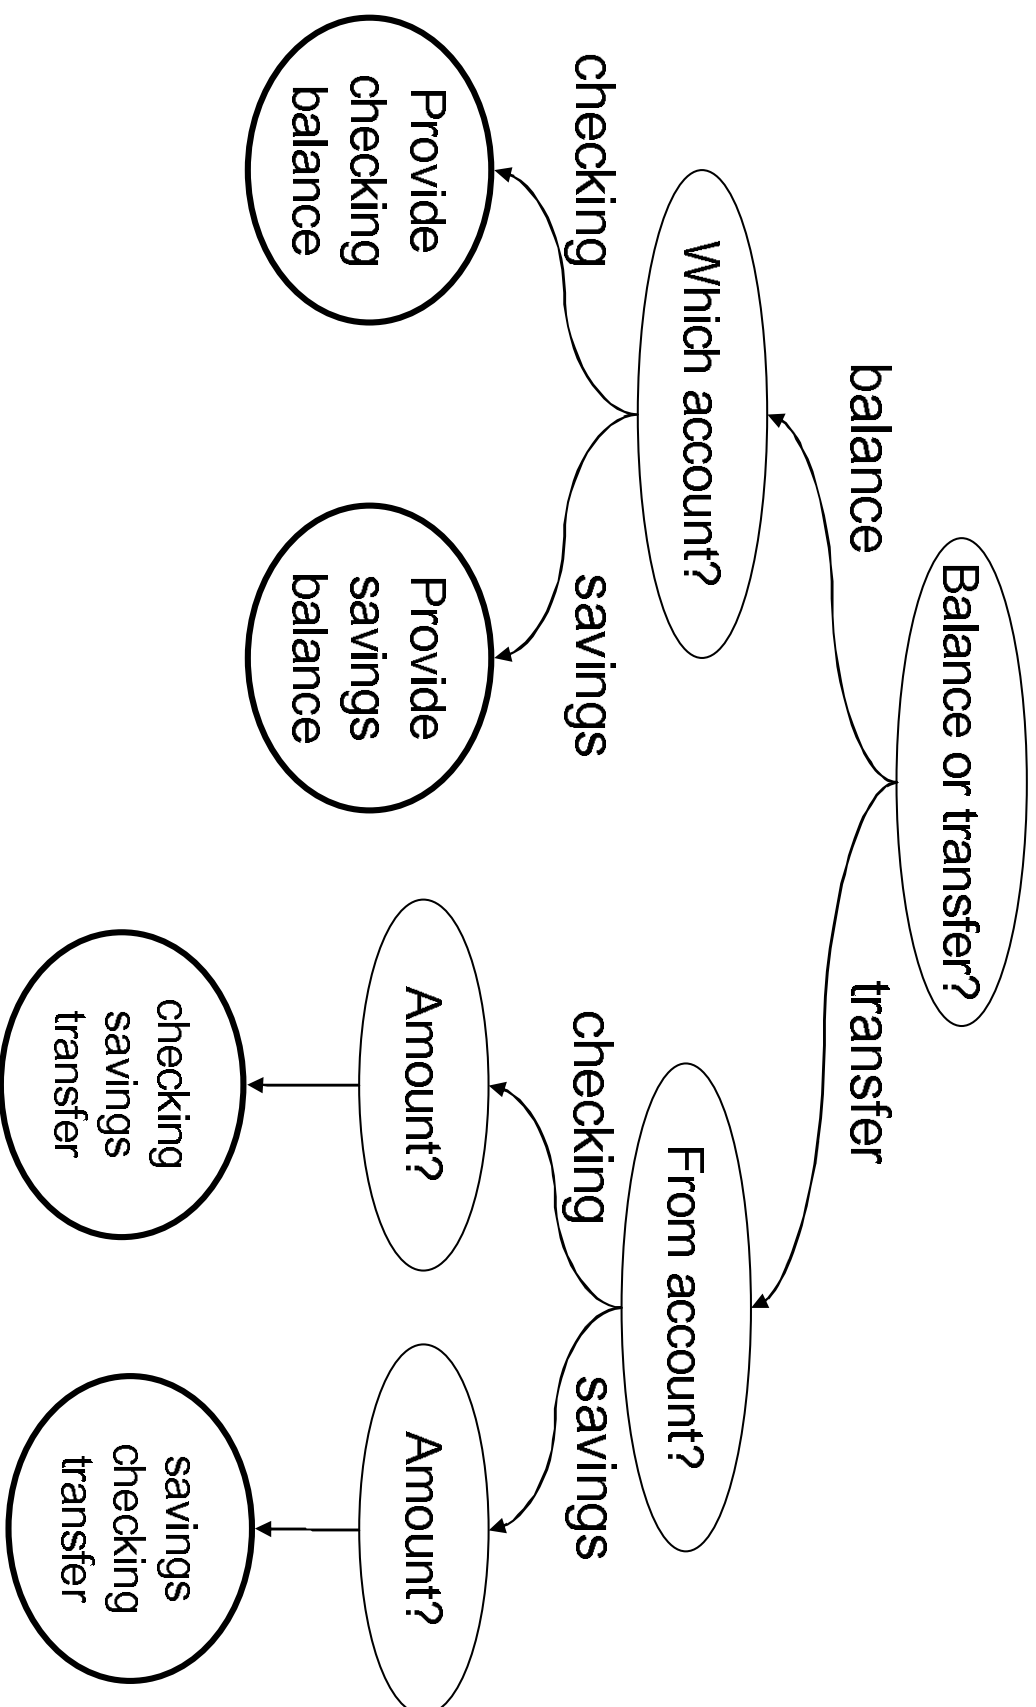 Balance or transfer?
balance
transfer
Which account?
From account?
checking
savings
checking
savings
Provide
checking
balance
Provide
savings
balance
Amount?
Amount?
checking
savings
transfer
savings
checking
transfer